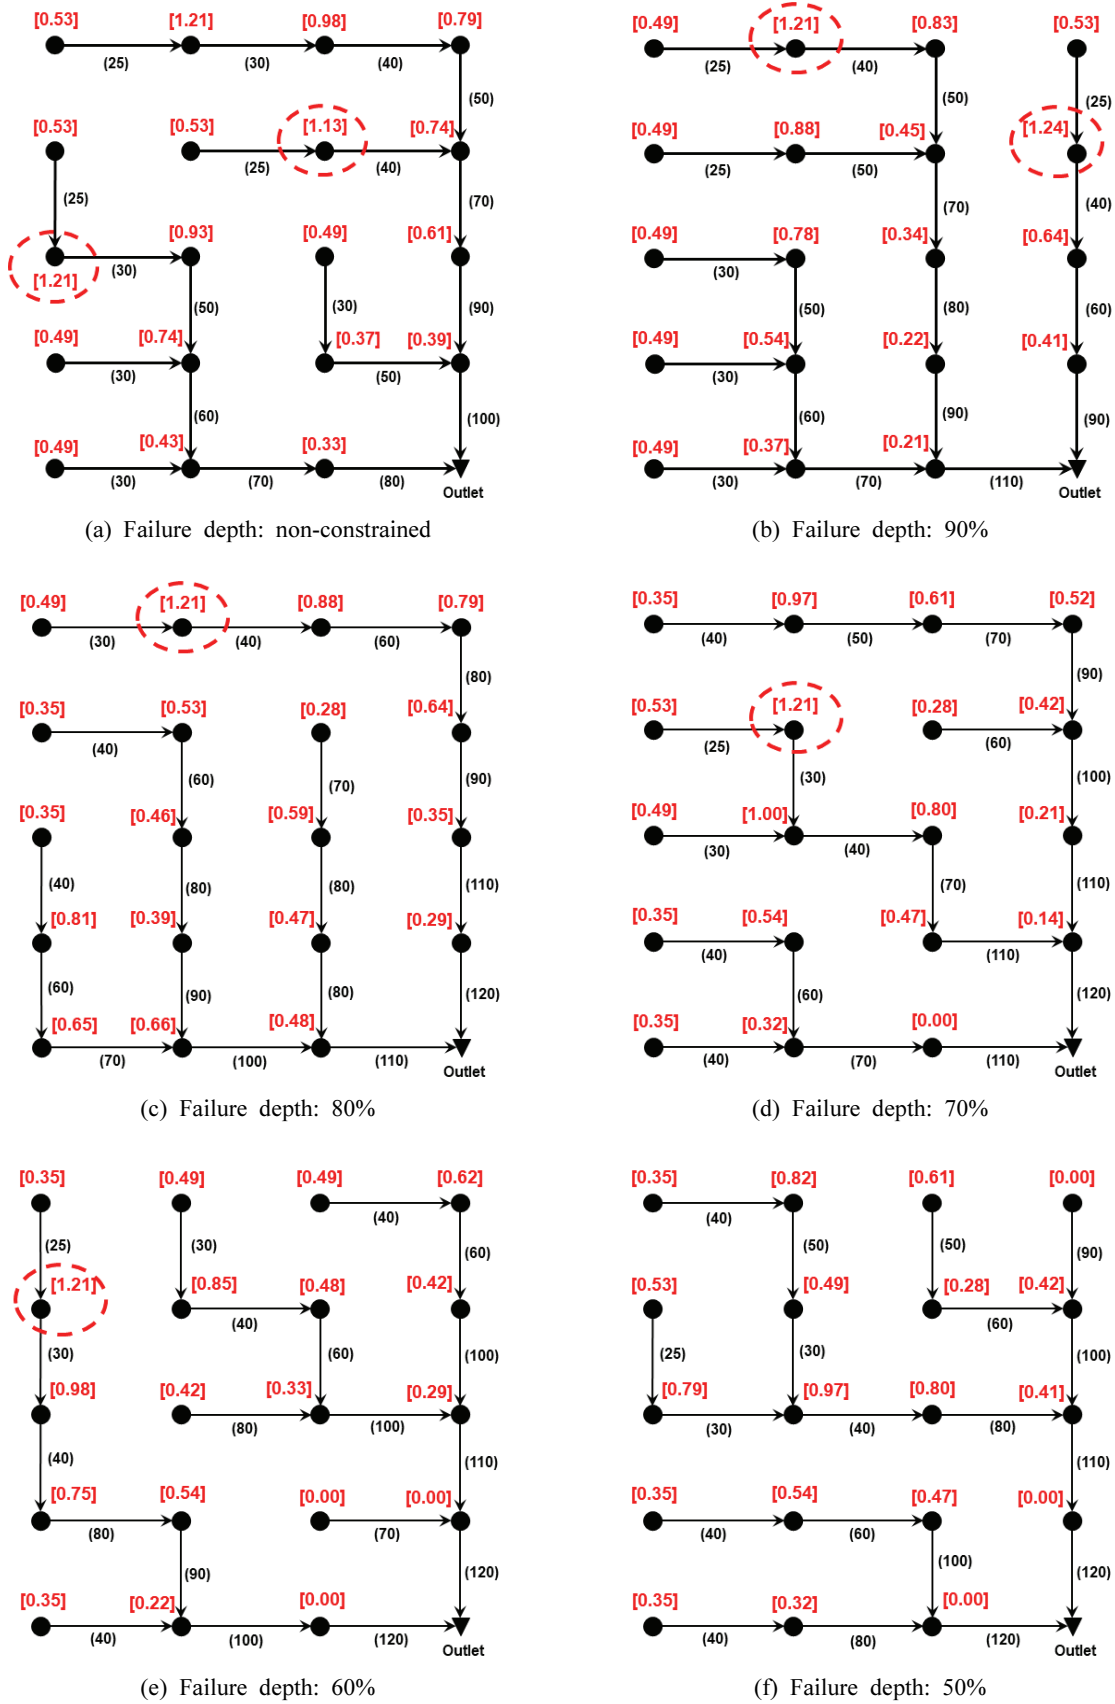 [0.53] [1.21] [0.98] [0.79]
(25) (30) (40)
(50)
[0.53] [0.53] [1.13] [0.74]
(25) (40)
(25) (70)
[0.93] [0.49] [0.61]
[1.21] (30)
(50) (30) (90)
[0.49] [0.74] [0.37] [0.39]
(30) (50)
(60) (100)
[0.49] [0.43] [0.33]
(30) (70) (80) Outlet
(a) Failure depth: non-constrained
[0.49] [1.21] [0.83] [0.53]
(25) (40)
(50) (25)
[0.49] [0.88] [0.45] [1.24]
(25) (50)
(70) (40)
[0.49] [0.78] [0.34] [0.64]
(30)
(50) (80) (60)
[0.49] [0.54] [0.22] [0.41]
(30)
(60) (90) (90)
[0.49] [0.37] [0.21]
(30) (70) (110) Outlet
(b) Failure depth: 90%
[0.49] [1.21] [0.88] [0.79]
(30) (40) (60)
(80)
[0.35] [0.53] [0.28] [0.64]
(40)
(60) (70) (90)
[0.35] [0.46] [0.59] [0.35]
(40) (80) (80) (110)
[0.81] [0.39] [0.47] [0.29]
(60) (90) (80) (120)
[0.65] [0.66] [0.48]
(70) (100) (110) Outlet
(c) Failure depth: 80%
[0.35] [0.97] [0.61] [0.52]
(40) (50) (70)
(90)
[0.53] [1.21] [0.28] [0.42]
(25) (60)
(30) (100)
[0.49] [1.00] [0.80] [0.21]
(30) (40)
(70) (110)
[0.35] [0.54] [0.47] [0.14]
(40) (110)
(60) (120)
[0.35] [0.32] [0.00]
(40) (70) (110) Outlet
(d) Failure depth: 70%
[0.35] [0.49] [0.49] [0.62]
(40)
(25) (30) (60)
[1.21] [0.85] [0.48] [0.42]
(40)
(30) (60) (100)
[0.98] [0.42] [0.33] [0.29]
(80) (100)
(40) (110)
[0.75] [0.54] [0.00] [0.00]
(80) (70)
(90) (120)
[0.35] [0.22] [0.00]
(40) (100) (120) Outlet
(e) Failure depth: 60%
[0.35] [0.82] [0.61] [0.00]
(40)
(50) (50) (90)
[0.53] [0.49] [0.28] [0.42]
(60)
(25) (30) (100)
[0.79] [0.97] [0.80] [0.41]
(30) (40) (80)
(110)
[0.35] [0.54] [0.47] [0.00]
(40) (60)
(100) (120)
[0.35] [0.32] [0.00]
(40) (80) (120) Outlet
(f) Failure depth: 50%